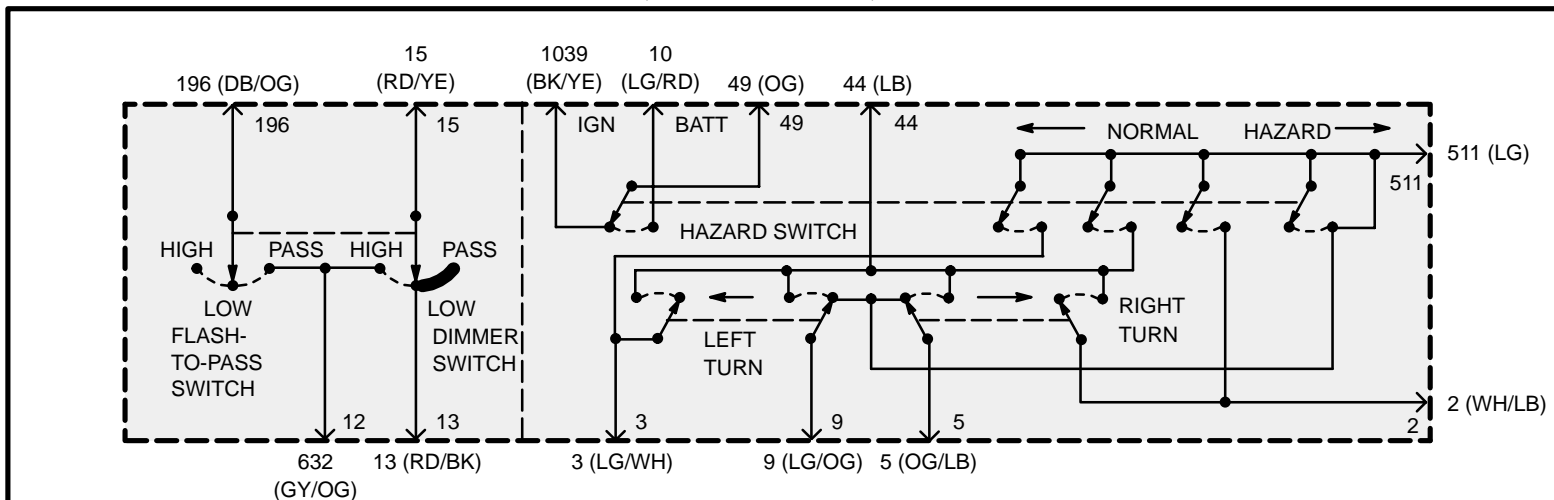 15
1039
10
196 (DB/OG)
(RD/YE)
(BK/YE)
(LG/RD)
49 (OG)
44 (LB)
196
15
IGN
BATT
49
44
NORMAL
HAZARD
511 (LG)
511
HAZARD SWITCH
HIGH
PASS
HIGH
PASS
LOW
FLASH-
TO-PASS
SWITCH
LOW
DIMMER
SWITCH
LEFT
TURN
RIGHT
TURN
2 (WH/LB)
2
12
13
3
9
5
632
(GY/OG)
13 (RD/BK)
3 (LG/WH)
9 (LG/OG)
5 (OG/LB)